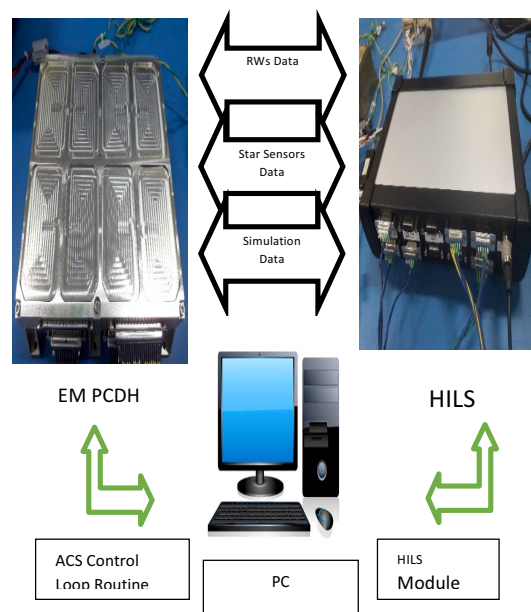 RWs Data
Star Sensors
Data
Simulation
Data
EM PCDH
HILS
ACS Control
Loop Routine
PC
HILS
Module